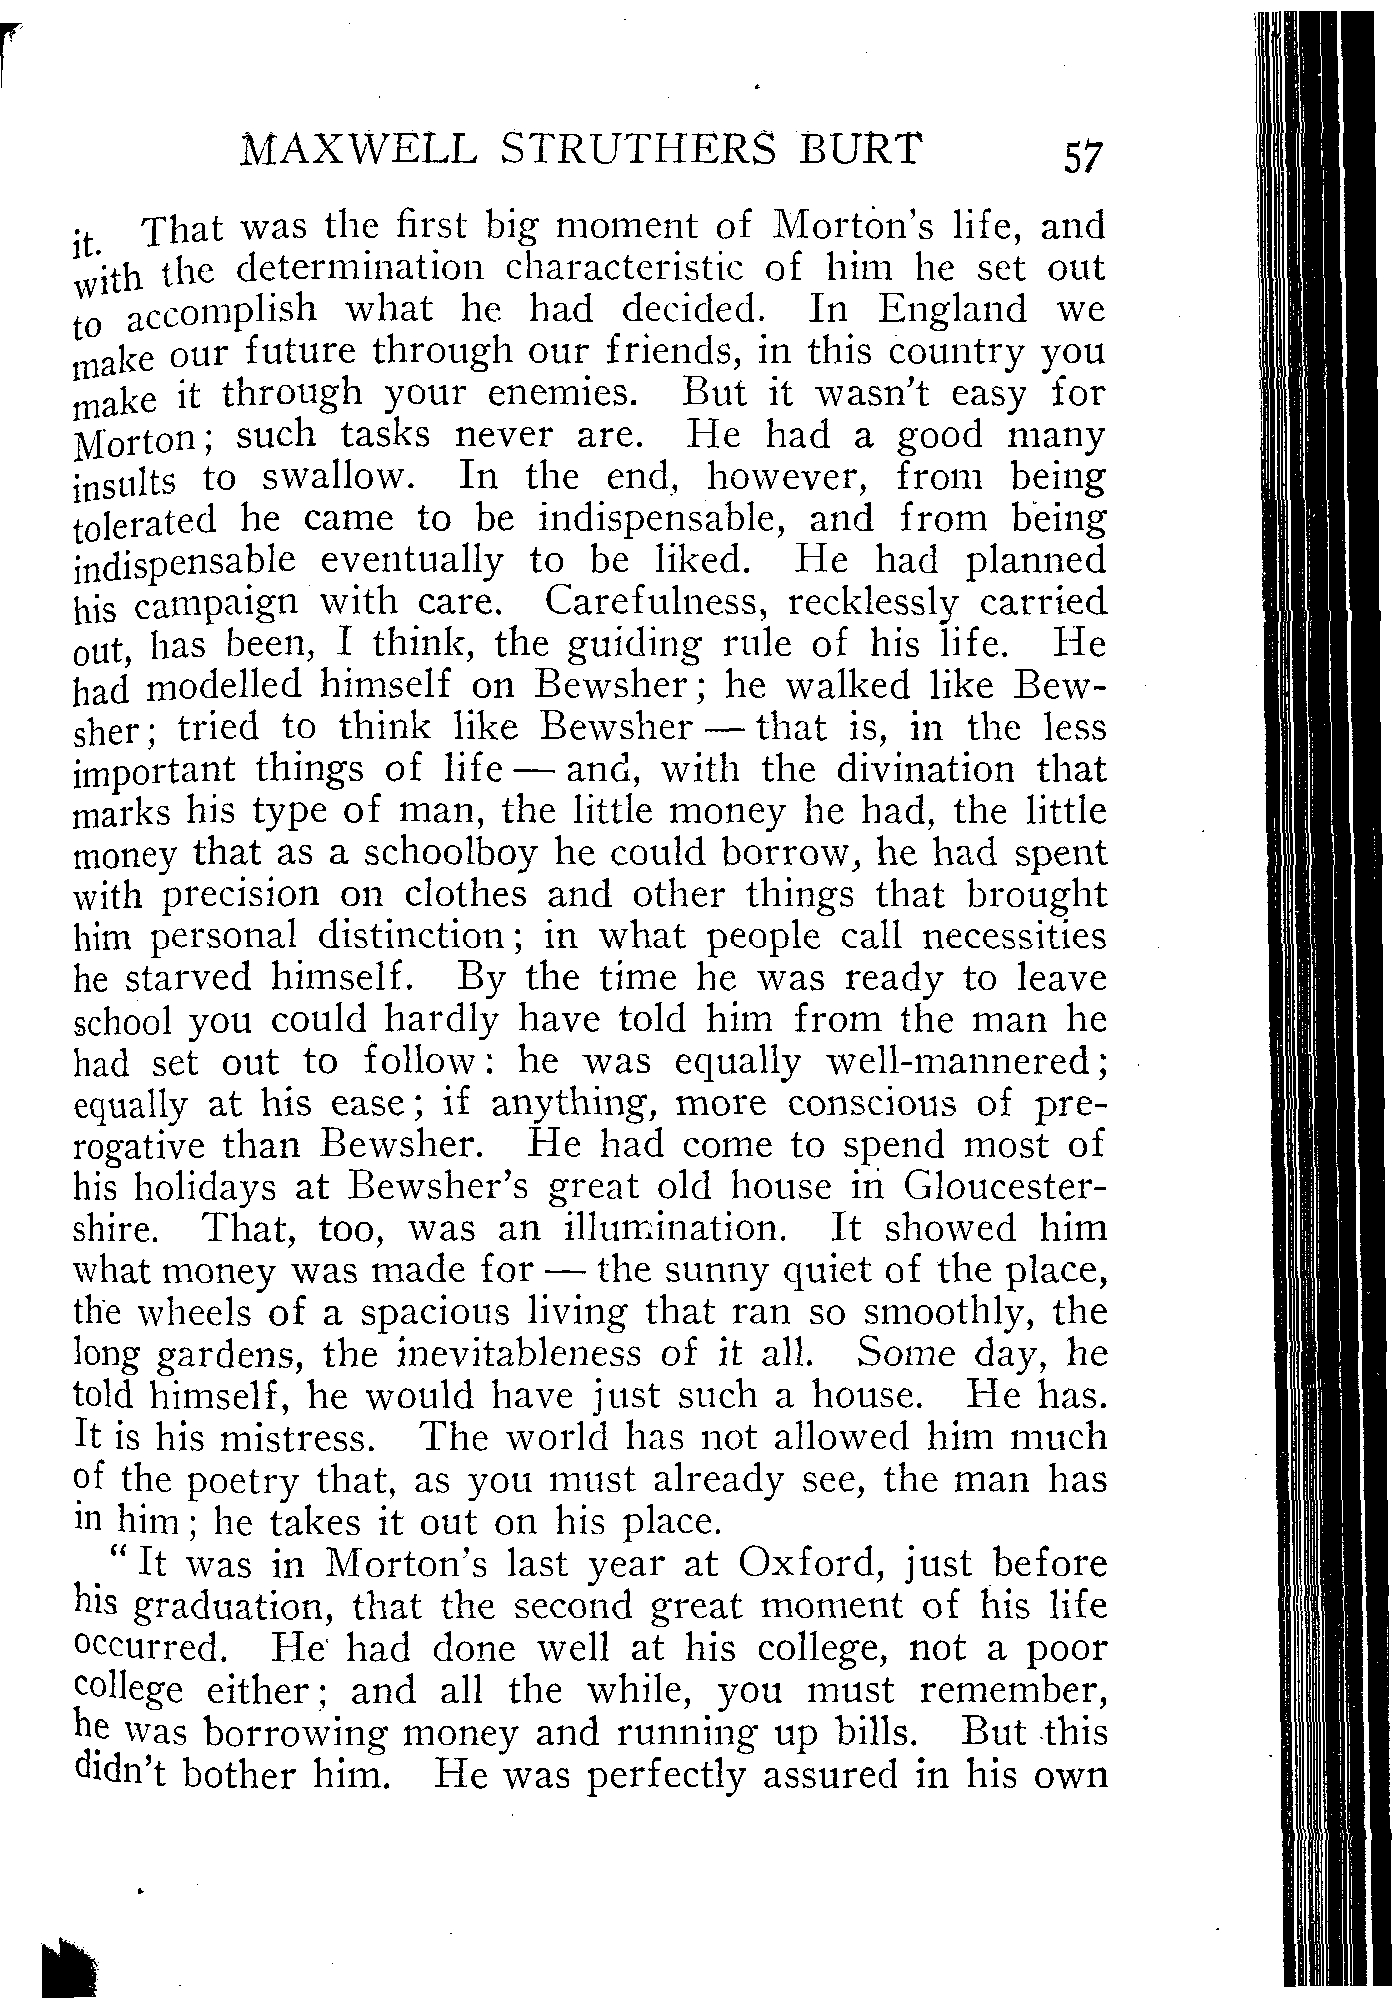 MAXWELL STRUTHERS BURT 57
it. That was the first big moment of Morton's life, and
with the determination characteristic of him he set out
to accomplish what he had decided. In England we
make our future through our friends, in this country you
make it through your enemies. But it wasn't easy for
Morton; such tasks never are. He had a good many
insults to swallow. In the end, however, from being
tolerated he came to be indispensable, and from being
indispensable eventually to be liked. He had planned
his campaign with care. Carefulness, recklessly carried
out, has been, I think, the guiding rule of his life. He
had modelled himself on Bewsher; he walked like Bew-
sher; tried to think like Bewsher — that is, in the less
important things of life — and, with the divination that
marks his type of man, the little money he had, the little
money that as a schoolboy he could borrow, he had spent
with precision on clothes and other things that brought
him personal distinction; in what people call necessities
he starved himself. By the time he was ready to leave
school you could hardly have told him from the man he
had set out to follow: he was equally well-mannered;
equally at his ease; if anything, more conscious of pre-
rogative than Bewsher. He had come to spend most of
his holidays at Bewsher's great old house in Gloucester-
shire. That, too, was an illumination. It showed him
what money was made for — the sunny quiet of the place,
the wheels of a spacious living that ran so smoothly, the
long gardens, the inevitableness of it all. Some day, he
told himself, he would have just such a house. He has.
It is his mistress. The world has not allowed him much
of the poetry that, as you must already see, the man has
in him; he takes it out on his place.
"It was in Morton's last year at Oxford, just before
his graduation, that the second great moment of his life
occurred. He had done well at his college, not a poor
college either; and all the while, you must remember,
he was borrowing money and running up bills. But this
didn't bother him. He was perfectly assured in his own